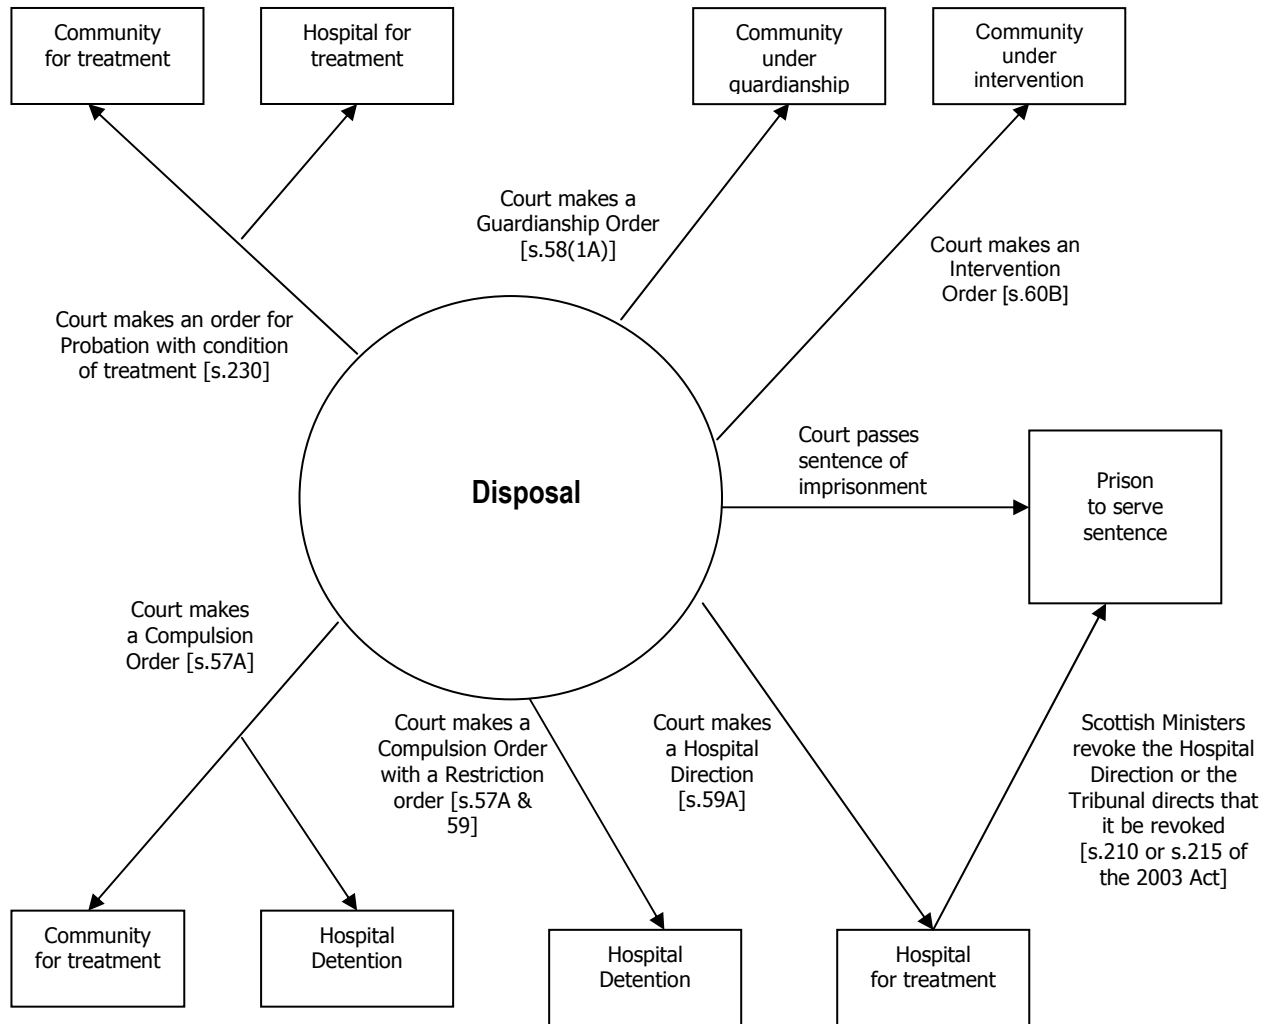 Community
for treatment
Hospital for
treatment
Community
under
guardianship
Community
under
intervention
Court makes a
Guardianship Order
[s.58(1A)]
Court makes an
Intervention
Order [s.60B]
Court makes an order for
Probation with condition
of treatment [s.230]
Court passes
sentence of
imprisonment
Prison
to serve
sentence
Disposal
Court makes
a Compulsion
Order [s.57A]
Court makes a
Compulsion Order
with a Restriction
order [s.57A &
59]
Court makes
a Hospital
Direction
[s.59A]
Scottish Ministers
revoke the Hospital
Direction or the
Tribunal directs that
it be revoked
[s.210 or s.215 of
the 2003 Act]
Community
for treatment
Hospital
Detention
Hospital
Detention
Hospital
for treatment